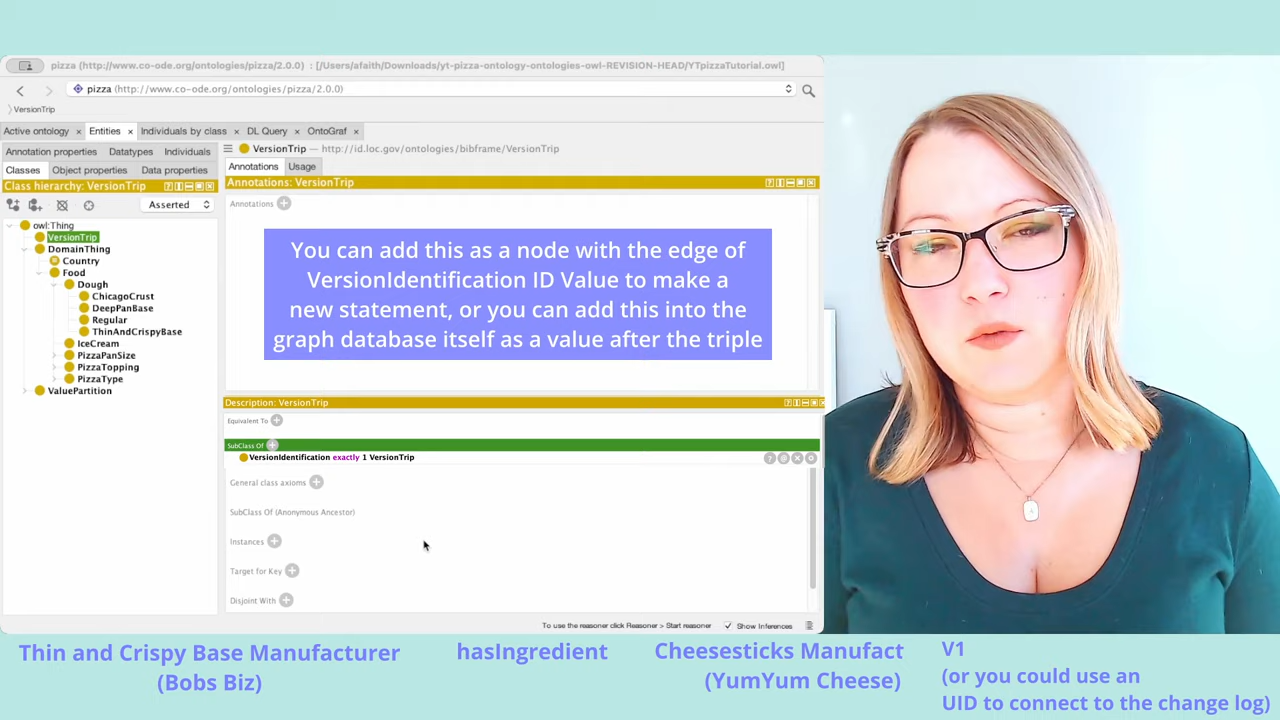 pizza (http://www.co-ode.org/ontologies/pizza/2.0.0) : [/Users/afaith/Downloads/yt-pizza-ontology-ontologies-owl-REVISION-HEAD/YTpizzaTutorial.owl]
pizza (http://www.co-ode.org/ontologies/pizza/2.0.0)
VersionTrip
Active ontology × Entities × Individuals by class × DL Query × OntoGraf ×
Annotation properties Datatypes Individuals
Classes Object properties Data properties
Class hierarchy: VersionTrip
Asserted
owl:Thing
VersionTrip
DomainThing
Country
Food
Dough
ChicagoCrust
DeepPanBase
Regular
ThinAndCrispyBase
IceCream
PizzaPanSize
PizzaTopping
PizzaType
ValuePartition
VersionTrip — http://id.loc.gov/ontologies/bibframe/VersionTrip
Annotations Usage
Annotations: VersionTrip
Annotations
You can add this as a node with the edge of
VersionIdentification ID Value to make a
new statement, or you can add this into the
graph database itself as a value after the triple
Description: VersionTrip
Equivalent To
SubClass Of
VersionIdentification exactly 1 VersionTrip
General class axioms
SubClass Of (Anonymous Ancestor)
Instances
Target for Key
Disjoint With
To use the reasoner click Reasoner > Start reasoner Show Inferences
Thin and Crispy Base Manufacturer
(Bobs Biz)
hasIngredient
Cheesesticks Manufact
(YumYum Cheese)
V1
(or you could use an
UID to connect to the change log)